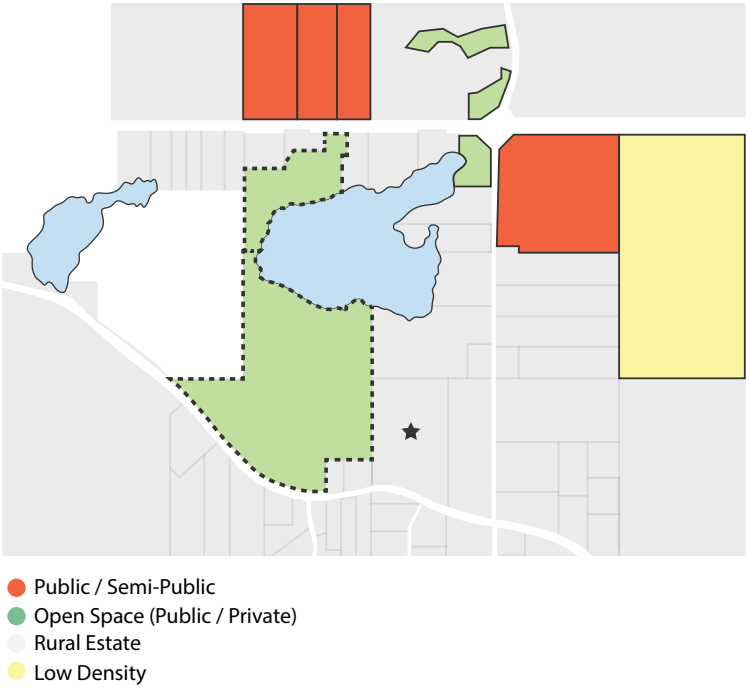 Public / Semi-Public
Open Space (Public / Private)
Rural Estate
Low Density